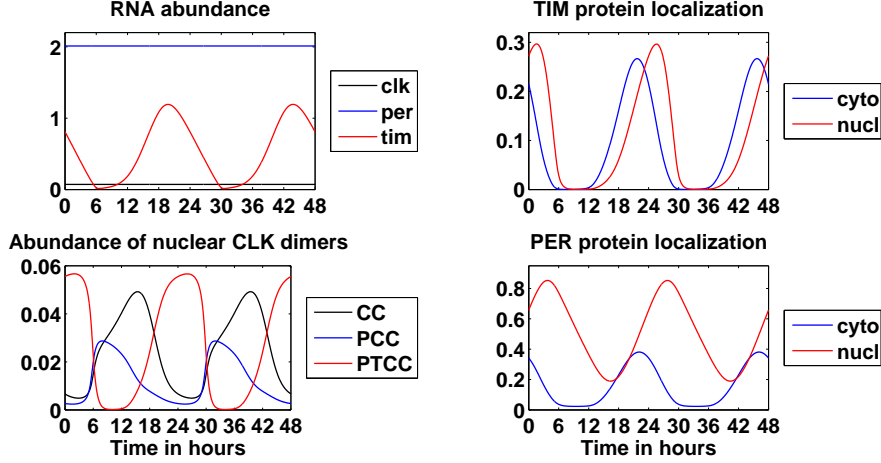 RNA abundance
2
1
0
0 6 12 18 24 30 36 42 48
clk
per
tim
TIM protein localization
0.3
0.2
0.1
0
0 6 12 18 24 30 36 42 48
cyto
nucl
Abundance of nuclear CLK dimers
0.06
0.04
0.02
0
0 6 12 18 24 30 36 42 48
Time in hours
CC
PCC
PTCC
PER protein localization
0.8
0.6
0.4
0.2
0
0 6 12 18 24 30 36 42 48
Time in hours
cyto
nucl